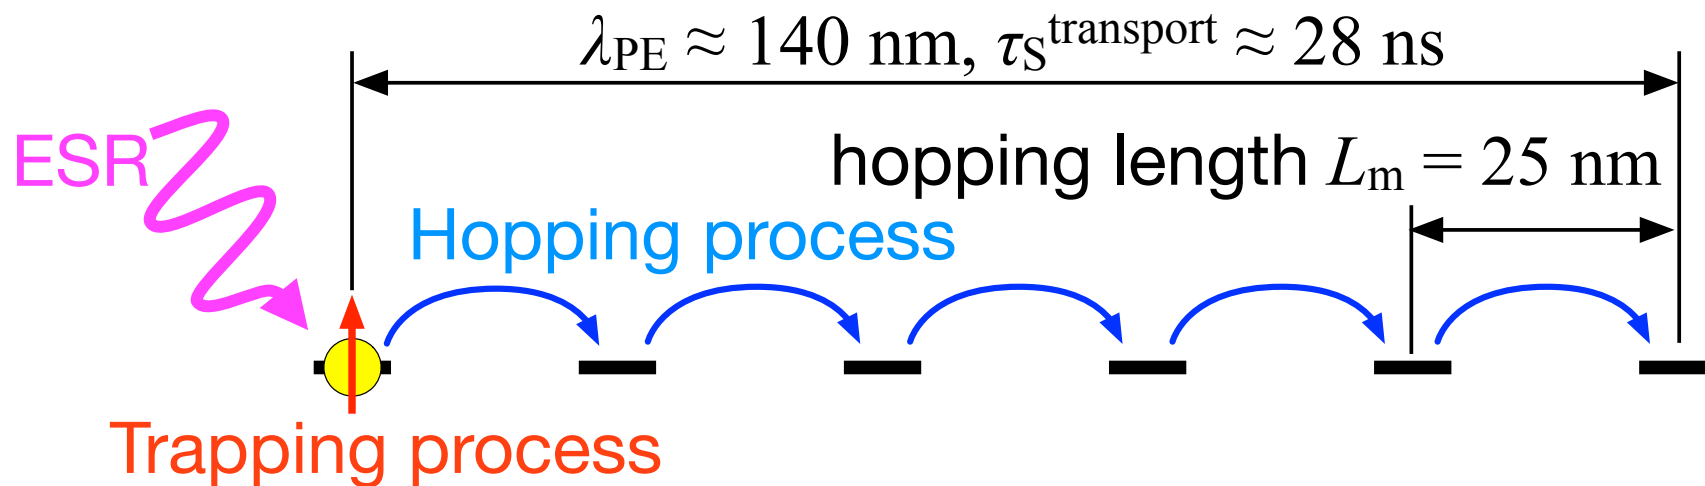 λPE ≈ 140 nm, τS^transport ≈ 28 ns
ESR
hopping length Lm = 25 nm
Hopping process
Trapping process